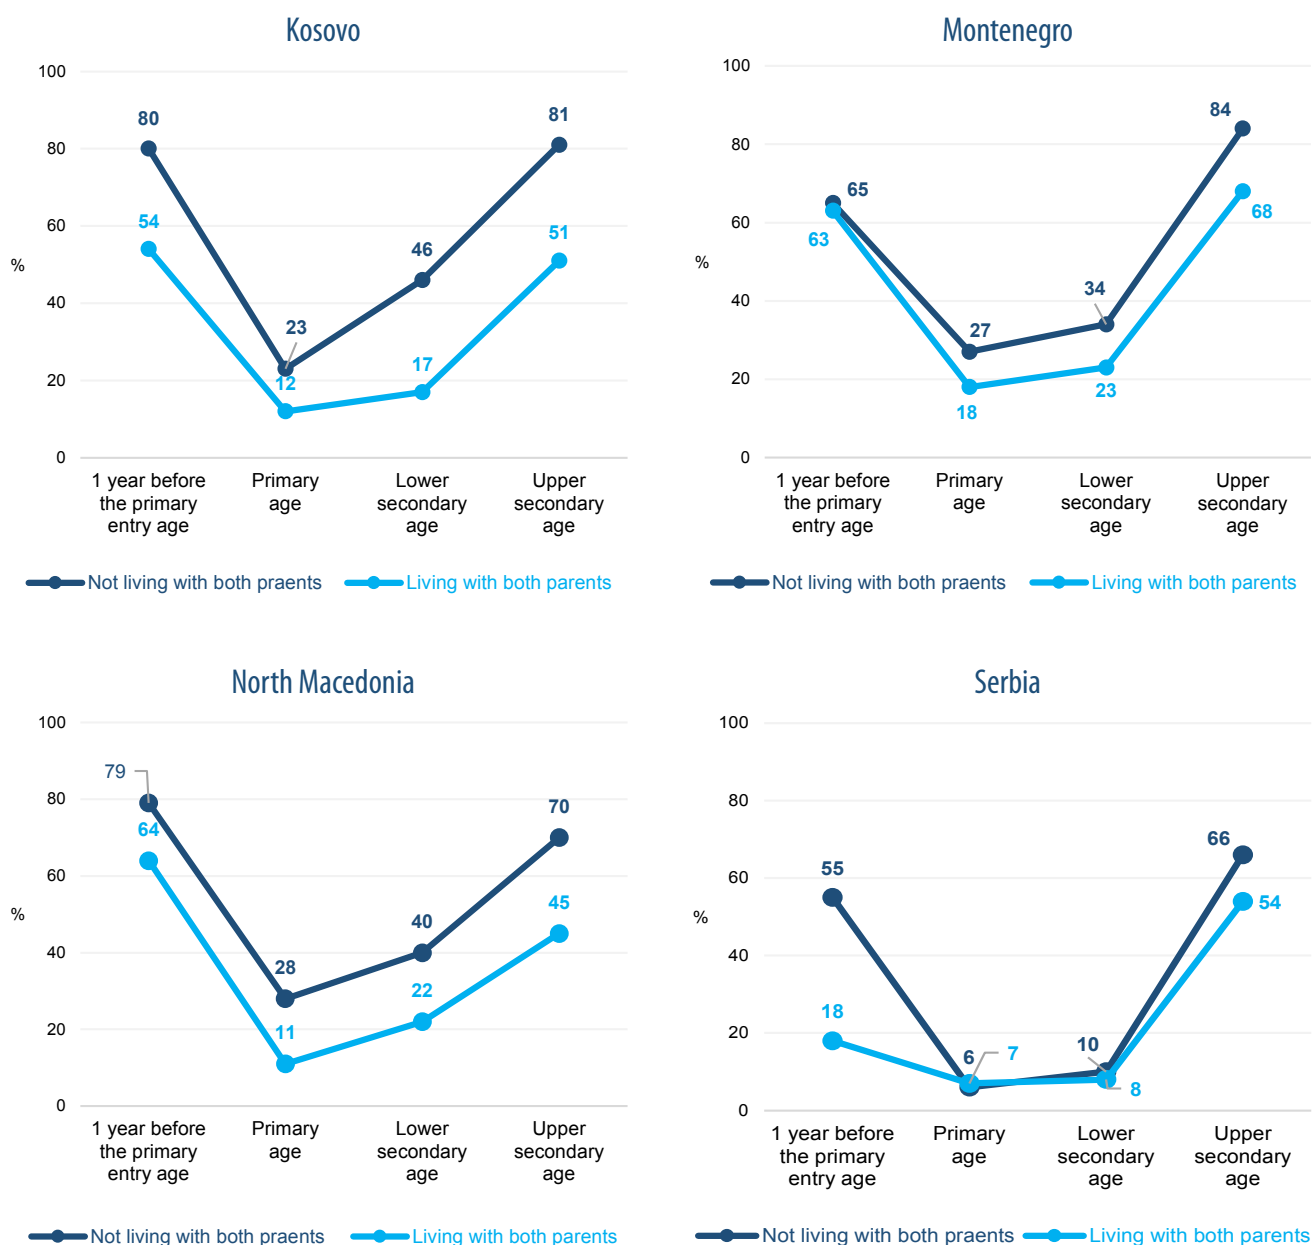 Kosovo
100
80
60
40
20
0
%
80
54
23
12
46
17
81
51
1 year before
the primary
entry age
Primary
age
Lower
secondary
age
Upper
secondary
age
Not living with both praents
Living with both parents
Montenegro
100
80
60
40
20
0
%
65
63
27
18
34
23
84
68
1 year before
the primary
entry age
Primary
age
Lower
secondary
age
Upper
secondary
age
Not living with both praents
Living with both parents
North Macedonia
100
80
60
40
20
0
%
79
64
28
11
40
22
70
45
1 year before
the primary
entry age
Primary
age
Lower
secondary
age
Upper
secondary
age
Not living with both praents
Living with both parents
Serbia
100
80
60
40
20
0
%
55
18
6
7
10
8
66
54
1 year before
the primary
entry age
Primary
age
Lower
secondary
age
Upper
secondary
age
Not living with both praents
Living with both parents